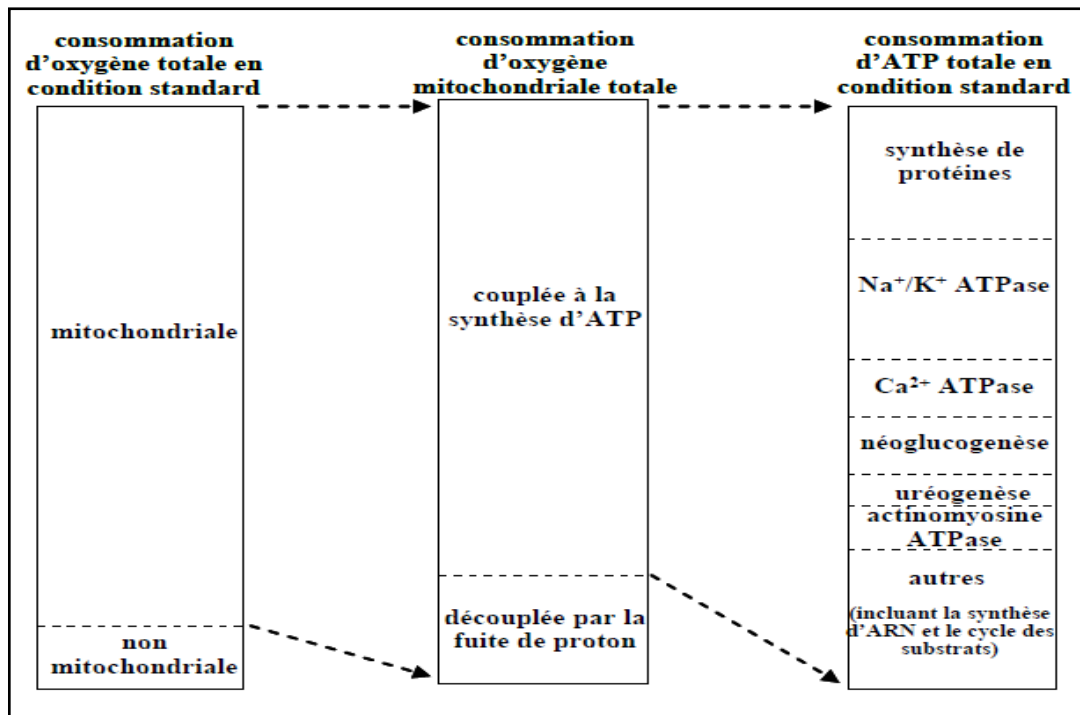 consommation
d'oxygène totale en
condition standard
mitochondriale
non
mitochondriale
consommation
d'oxygène
mitochondriale totale
couplée à la
synthèse d'ATP
découplée par la
fuite de proton
consommation
d'ATP totale en
condition standard
synthèse de
protéines
Na⁺/K⁺ ATPase
Ca²⁺ ATPase
néoglucogenèse
uréogenèse
actinomyosine
ATPase
autres
(incluant la synthèse
d'ARN et le cycle des
substrats)